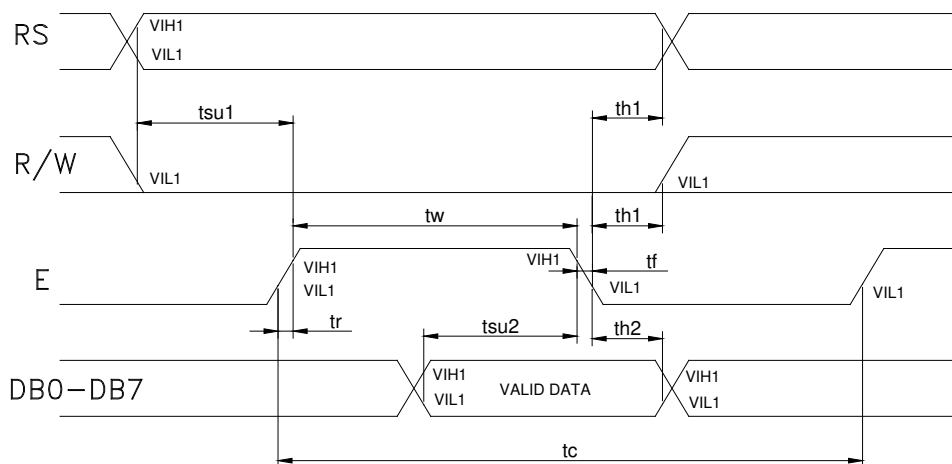 RS
VIH1
VIL1
tsu1
th1
R/W
VIL1
VIL1
tw
th1
E
VIH1
VIL1
VIH1
tf
VIL1
VIL1
tr
tsu2
th2
DB0-DB7
VIH1
VIL1
VALID DATA
VIH1
VIL1
tc